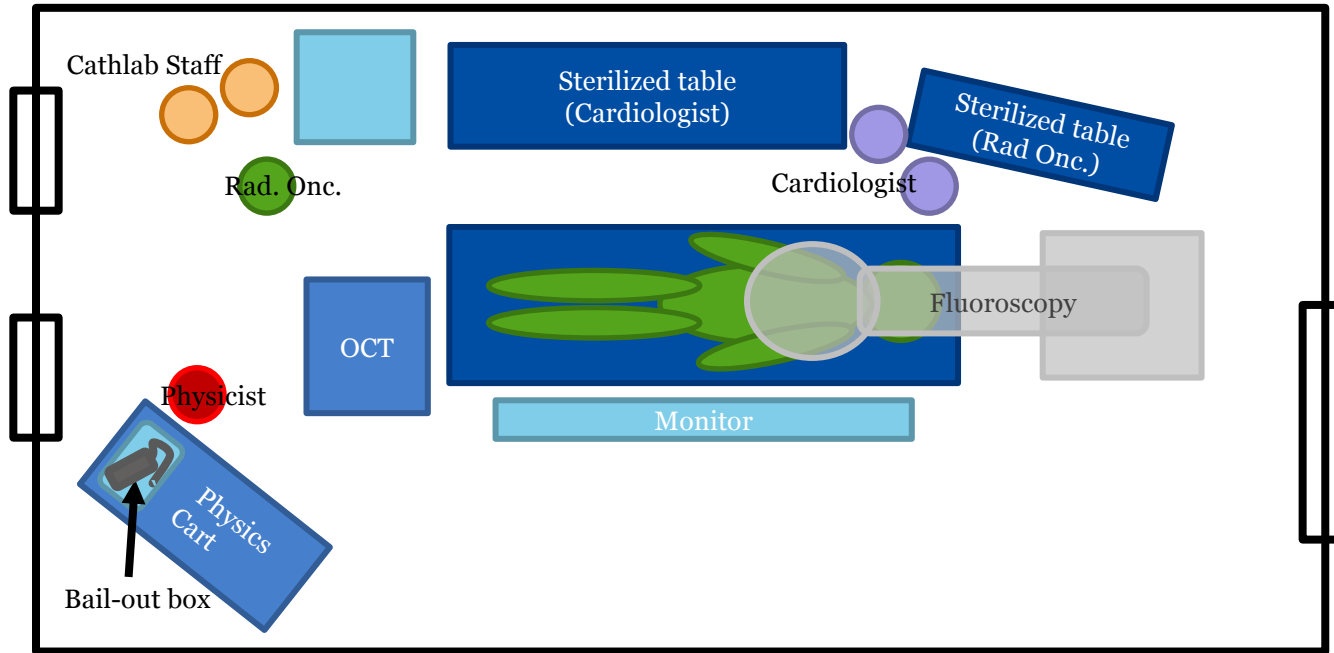 Cathlab Staff
Sterilized table
(Cardiologist)
Sterilized table
(Rad Onc.)
Rad. Onc.
Cardiologist
Fluoroscopy
OCT
Physicist
Monitor
Physics
Cart
Bail-out box